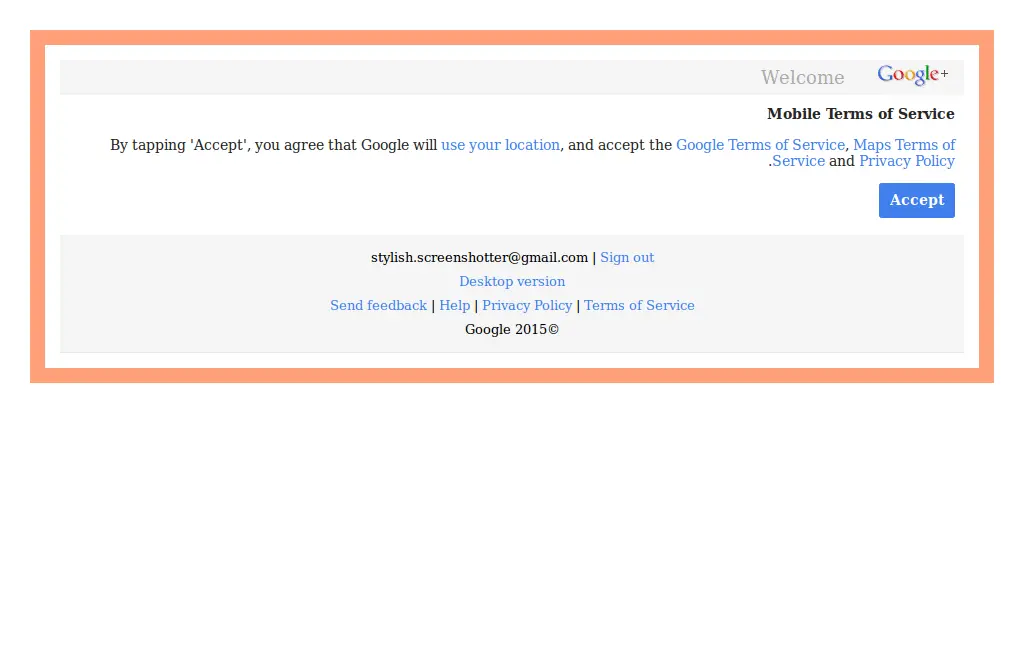 Welcome Google+
Mobile Terms of Service
By tapping 'Accept', you agree that Google will use your location, and accept the Google Terms of Service, Maps Terms of
.Service and Privacy Policy
Accept
stylish.screenshotter@gmail.com | Sign out
Desktop version
Send feedback | Help | Privacy Policy | Terms of Service
Google 2015©